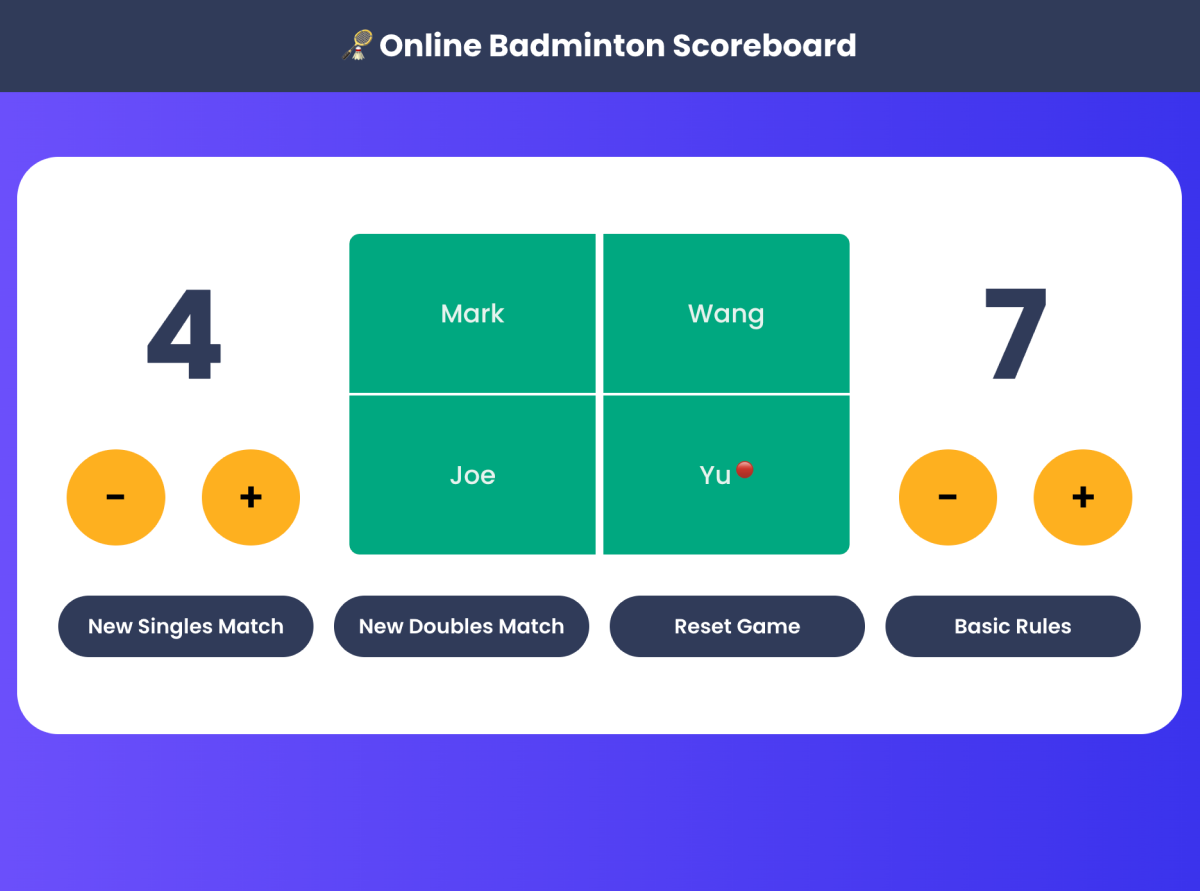 Online Badminton Scoreboard
4
Mark
Wang
7
Joe
Yu
- +
- +
New Singles Match
New Doubles Match
Reset Game
Basic Rules